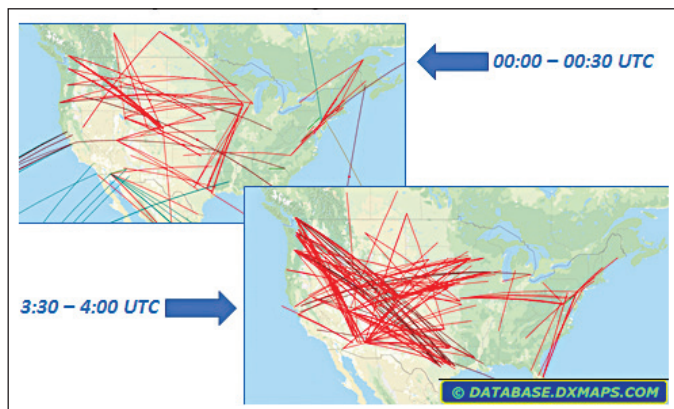 00:00 – 00:30 UTC
3:30 – 4:00 UTC
© DATABASE.DXMAPS.COM